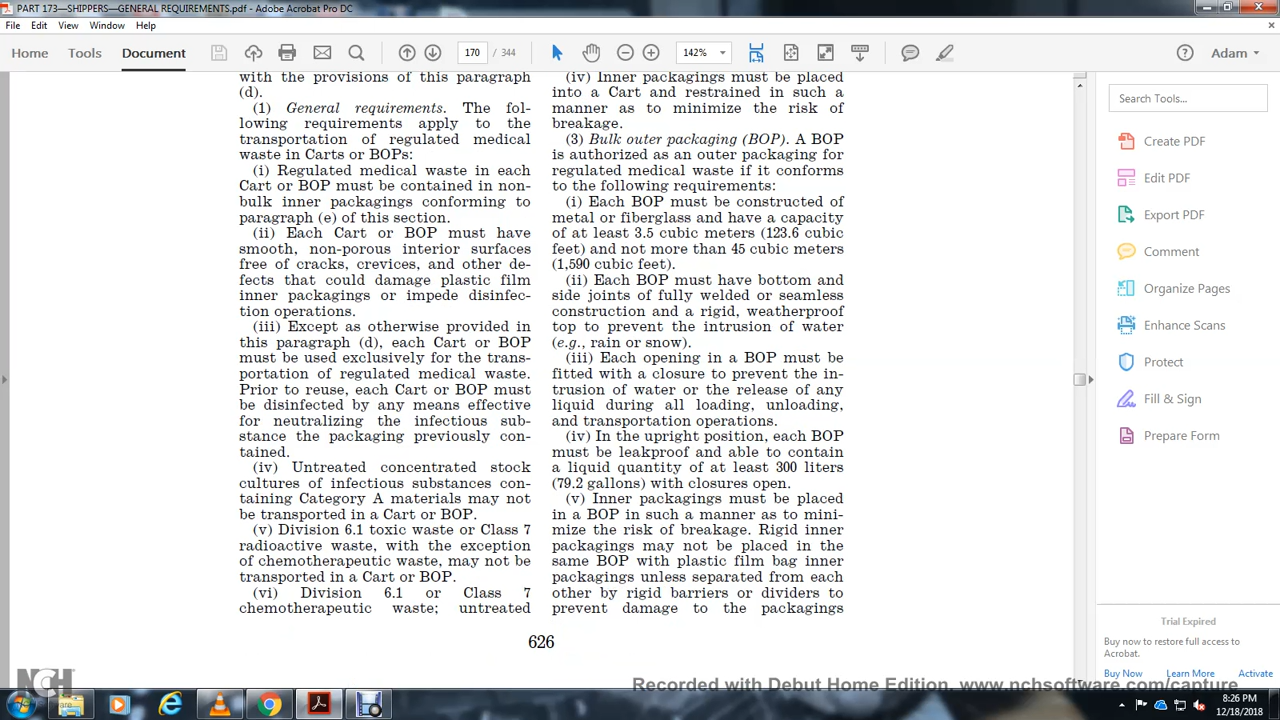 PART 173—SHIPPERS—GENERAL REQUIREMENTS.pdf - Adobe Acrobat Pro DC
File Edit View Window Help
Home Tools Document 170 / 344 142% Adam
with the provisions of this paragraph
(d).
(1) General requirements. The fol-
lowing requirements apply to the
transportation of regulated medical
waste in Carts or BOPs:
(i) Regulated medical waste in each
Cart or BOP must be contained in non-
bulk inner packagings conforming to
paragraph (e) of this section.
(ii) Each Cart or BOP must have
smooth, non-porous interior surfaces
free of cracks, crevices, and other de-
fects that could damage plastic film
inner packagings or impede disinfec-
tion operations.
(iii) Except as otherwise provided in
this paragraph (d), each Cart or BOP
must be used exclusively for the trans-
portation of regulated medical waste.
Prior to reuse, each Cart or BOP must
be disinfected by any means effective
for neutralizing the infectious sub-
stance the packaging previously con-
tained.
(iv) Untreated concentrated stock
cultures of infectious substances con-
taining Category A materials may not
be transported in a Cart or BOP.
(v) Division 6.1 toxic waste or Class 7
radioactive waste, with the exception
of chemotherapeutic waste, may not be
transported in a Cart or BOP.
(vi) Division 6.1 or Class 7
chemotherapeutic waste; untreated
(iv) Inner packagings must be placed
into a Cart and restrained in such a
manner as to minimize the risk of
breakage.
(3) Bulk outer packaging (BOP). A BOP
is authorized as an outer packaging for
regulated medical waste if it conforms
to the following requirements:
(i) Each BOP must be constructed of
metal or fiberglass and have a capacity
of at least 3.5 cubic meters (123.6 cubic
feet) and not more than 45 cubic meters
(1,590 cubic feet).
(ii) Each BOP must have bottom and
side joints of fully welded or seamless
construction and a rigid, weatherproof
top to prevent the intrusion of water
(e.g., rain or snow).
(iii) Each opening in a BOP must be
fitted with a closure to prevent the in-
trusion of water or the release of any
liquid during all loading, unloading,
and transportation operations.
(iv) In the upright position, each BOP
must be leakproof and able to contain
a liquid quantity of at least 300 liters
(79.2 gallons) with closures open.
(v) Inner packagings must be placed
in a BOP in such a manner as to mini-
mize the risk of breakage. Rigid inner
packagings may not be placed in the
same BOP with plastic film bag inner
packagings unless separated from each
other by rigid barriers or dividers to
prevent damage to the packagings
626
Search Tools...
Create PDF
Edit PDF
Export PDF
Comment
Organize Pages
Enhance Scans
Protect
Fill & Sign
Prepare Form
Trial Expired
Buy now to restore full access to
Acrobat.
Buy Now Learn More Activate
NCH
Recorded with Debut Home Edition. www.nchsoftware.com/capture
8:26 PM
12/18/2018